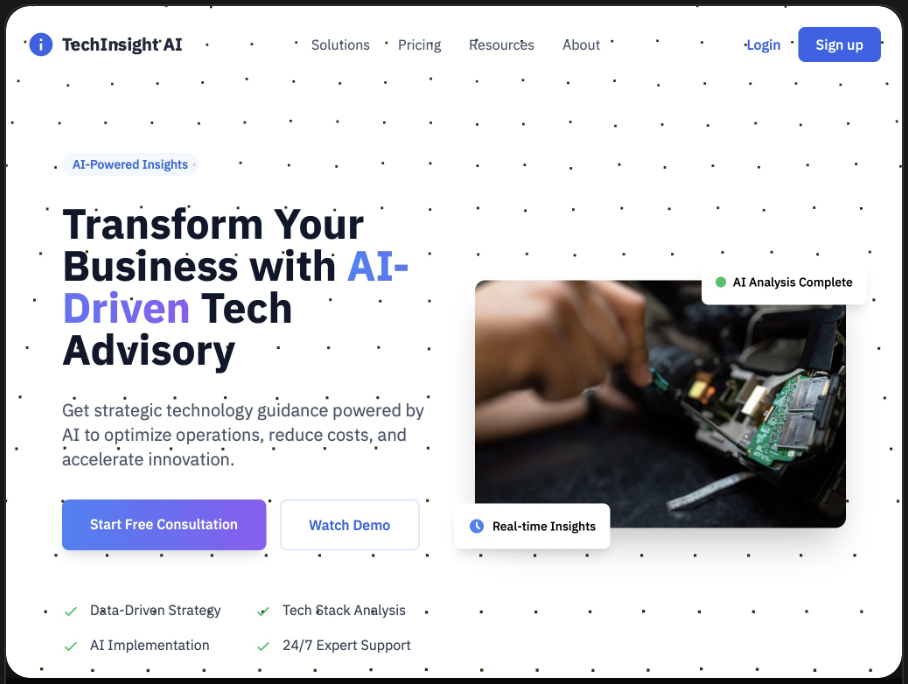 TechInsight AI
Solutions
Pricing
Resources
About
Login
Sign up
AI-Powered Insights
Transform Your
Business with AI-
Driven Tech
Advisory
Get strategic technology guidance powered by
AI to optimize operations, reduce costs, and
accelerate innovation.
Start Free Consultation
Watch Demo
Data-Driven Strategy
Tech Stack Analysis
AI Implementation
24/7 Expert Support
AI Analysis Complete
Real-time Insights